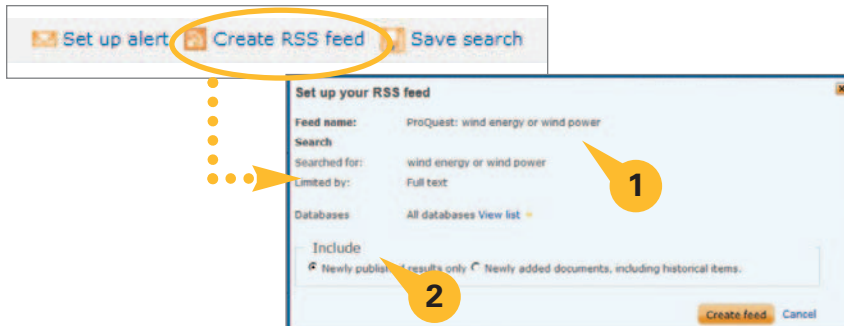 Set up alert Create RSS feed Save search
Set up your RSS feed
Feed name: ProQuest: wind energy or wind power
Search
Searched for: wind energy or wind power
Limited by: Full text
1
Databases All databases View list
Include
Newly published results only Newly added documents, including historical items.
2
Create feed Cancel